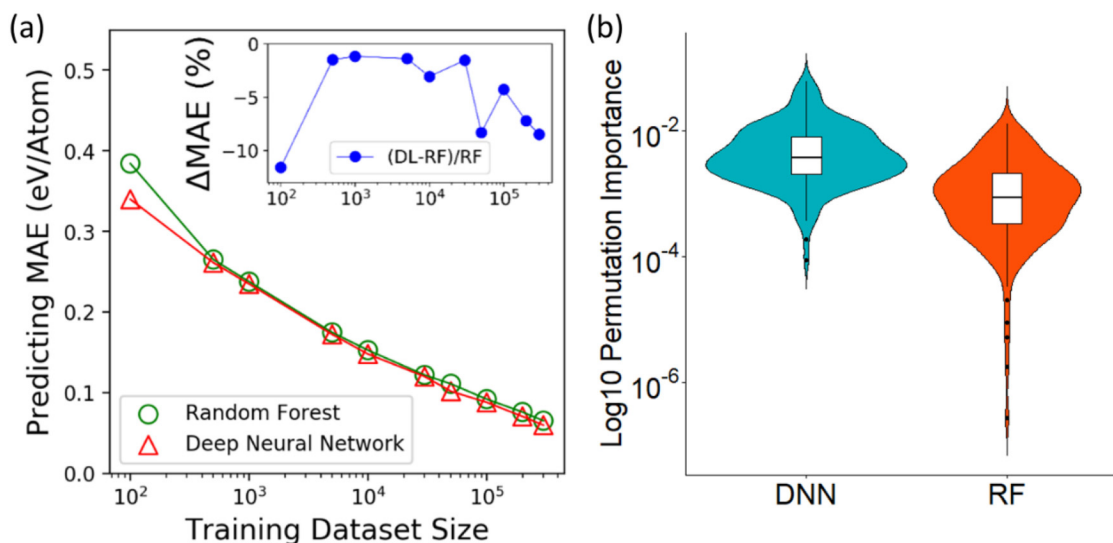 (a)
Predicting MAE (eV/Atom)
0.5
0.4
0.3
0.2
0.1
0.0
10²
10³
10⁴
10⁵
Training Dataset Size
Random Forest
Deep Neural Network
ΔMAE (%)
0
−5
−10
(DL-RF)/RF
10²
10³
10⁴
10⁵
(b)
Log10 Permutation Importance
10⁻²
10⁻⁴
10⁻⁶
DNN
RF